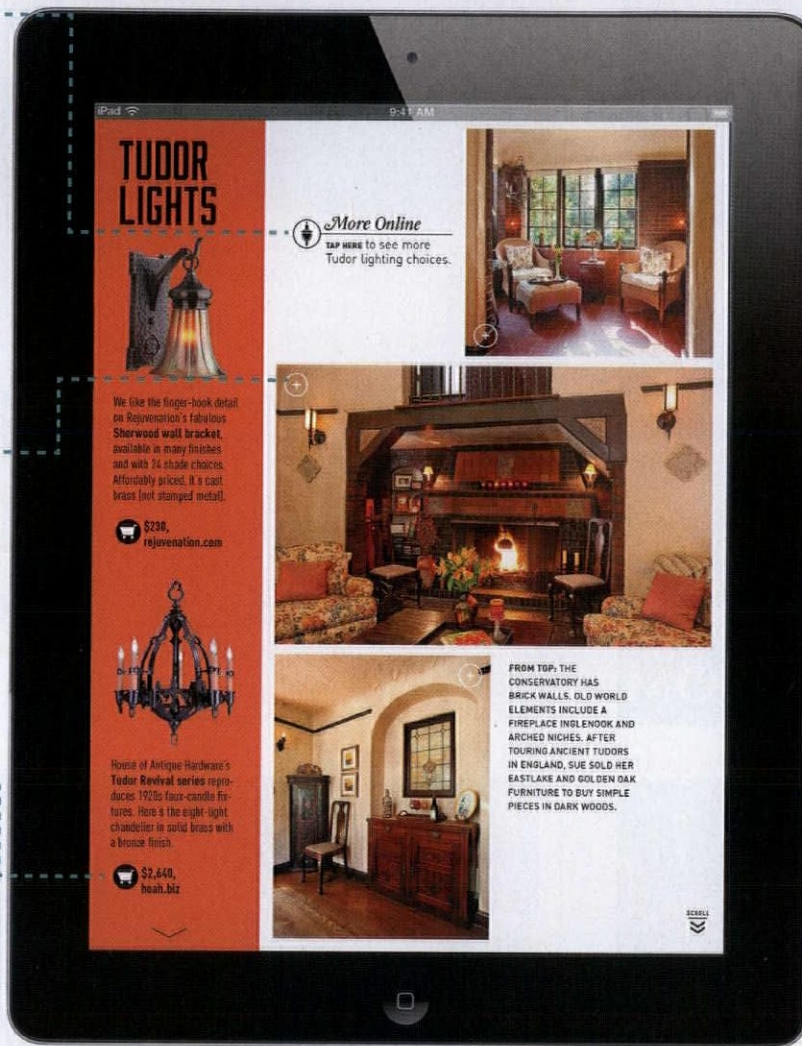 iPad
9:41 AM
TUDOR
LIGHTS
We like the finger-hook detail
on Rejuvenation's fabulous
Sherwood wall bracket,
available in many finishes
and with 24 shade choices.
Affordably priced, it's cast
brass (not stamped metal).
$230,
rejuvenation.com
House of Antique Hardware's
Tudor Revival series repro-
duces 1920s faux-candle fix-
tures. Here's the eight-light
chandelier in solid brass with
a bronze finish.
$2,640,
hoah.biz
More Online
TAP HERE to see more
Tudor lighting choices.
FROM TOP: THE
CONSERVATORY HAS
BRICK WALLS. OLD WORLD
ELEMENTS INCLUDE A
FIREPLACE INGLENOOK AND
ARCHED NICHES. AFTER
TOURING ANCIENT TUDORS
IN ENGLAND, SUE SOLD HER
EASTLAKE AND GOLDEN OAK
FURNITURE TO BUY SIMPLE
PIECES IN DARK WOODS.
SCROLL